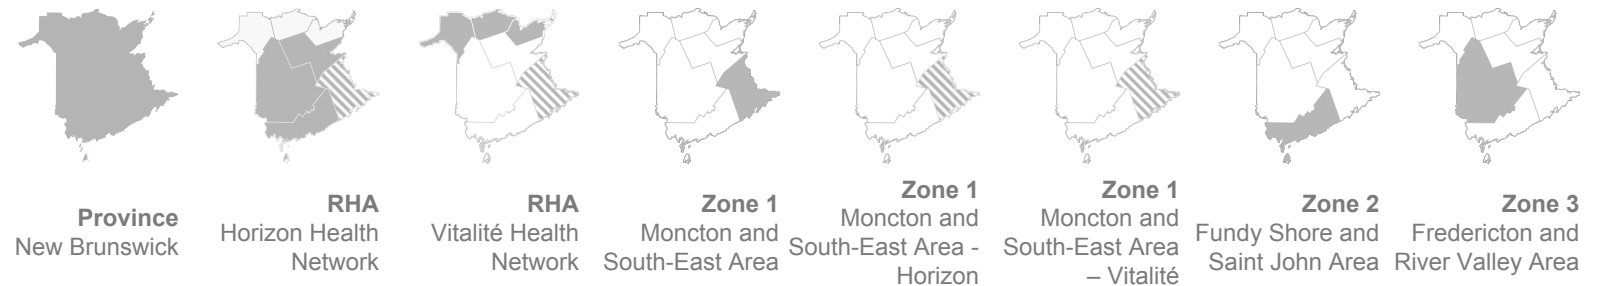 Province
New Brunswick
RHA
Horizon Health
Network
RHA
Vitalité Health
Network
Zone 1
Moncton and
South-East Area
Zone 1
Moncton and
South-East Area -
Horizon
Zone 1
Moncton and
South-East Area
– Vitalité
Zone 2
Fundy Shore and
Saint John Area
Zone 3
Fredericton and
River Valley Area